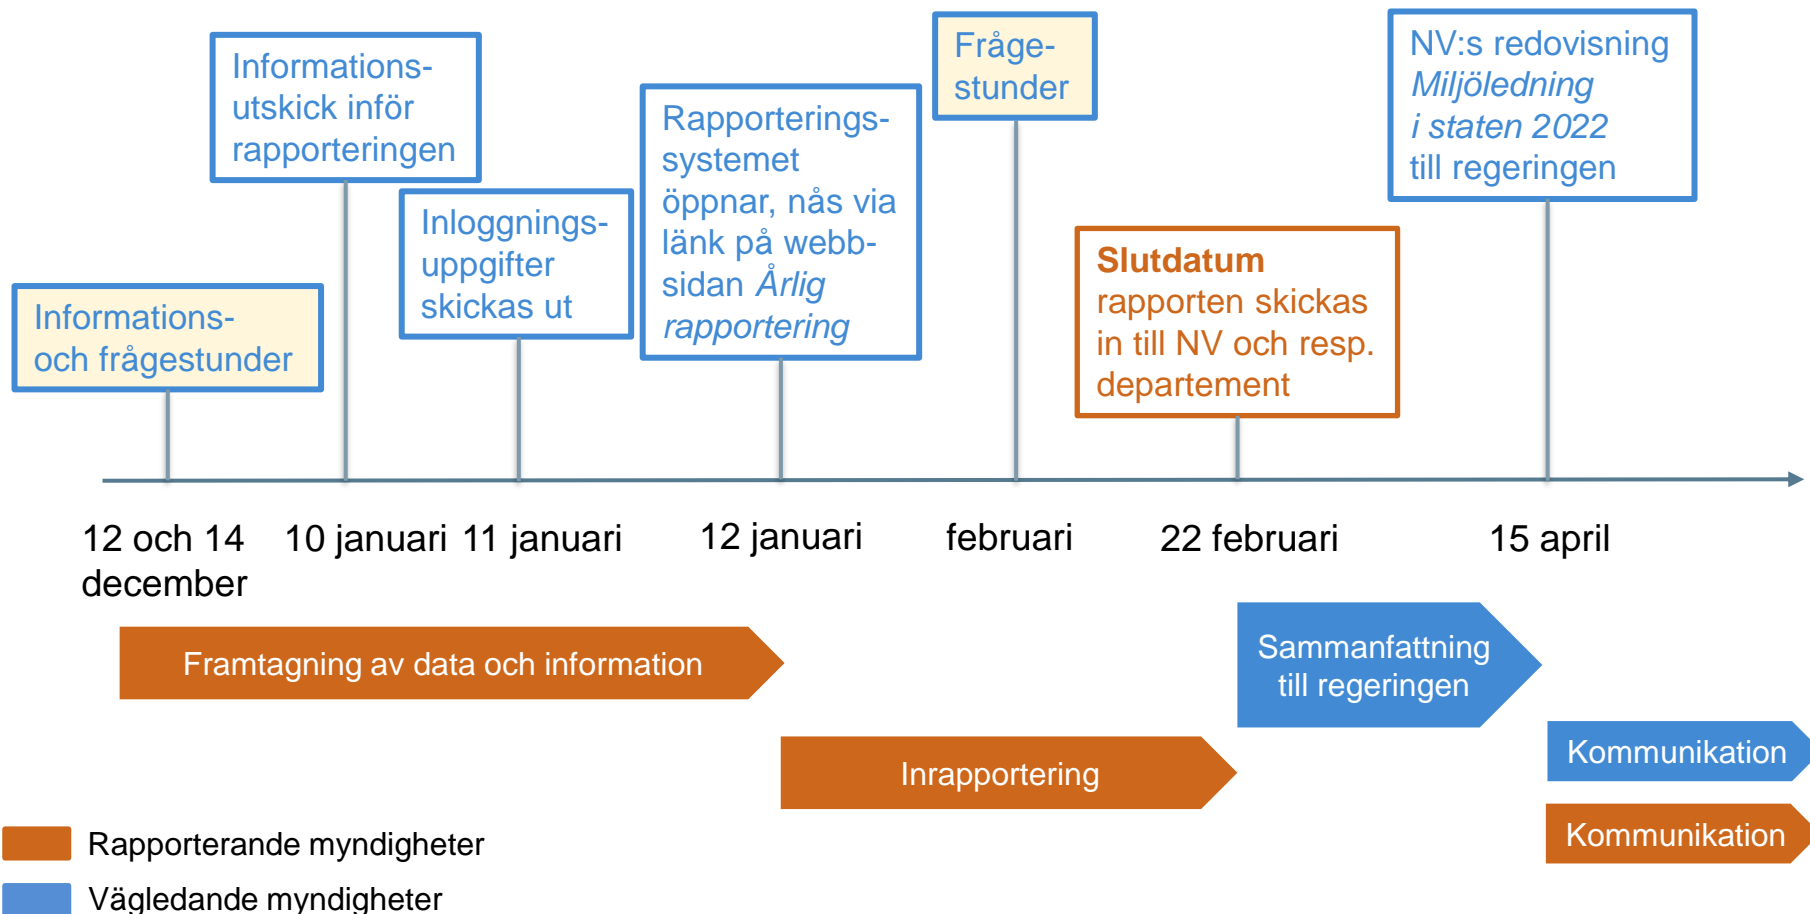 Informations-
och frågestunder
Informations-
utskick inför
rapporteringen
Inloggnings-
uppgifter
skickas ut
Rapporterings-
systemet
öppnar, nås via
länk på webb-
sidan Årlig
rapportering
Fråge-
stunder
Slutdatum
rapporten skickas
in till NV och resp.
departement
NV:s redovisning
Miljöledning
i staten 2022
till regeringen
12 och 14
december
10 januari
11 januari
12 januari
februari
22 februari
15 april
Framtagning av data och information
Sammanfattning
till regeringen
Inrapportering
Kommunikation
Kommunikation
Rapporterande myndigheter
Vägledande myndigheter